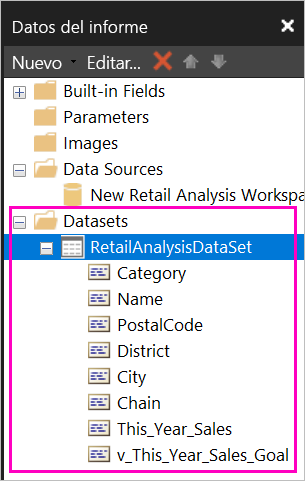 Datos del informe
Nuevo Editar...
Built-in Fields
Parameters
Images
Data Sources
New Retail Analysis Workspa
Datasets
RetailAnalysisDataSet
Category
Name
PostalCode
District
City
Chain
This_Year_Sales
v_This_Year_Sales_Goal